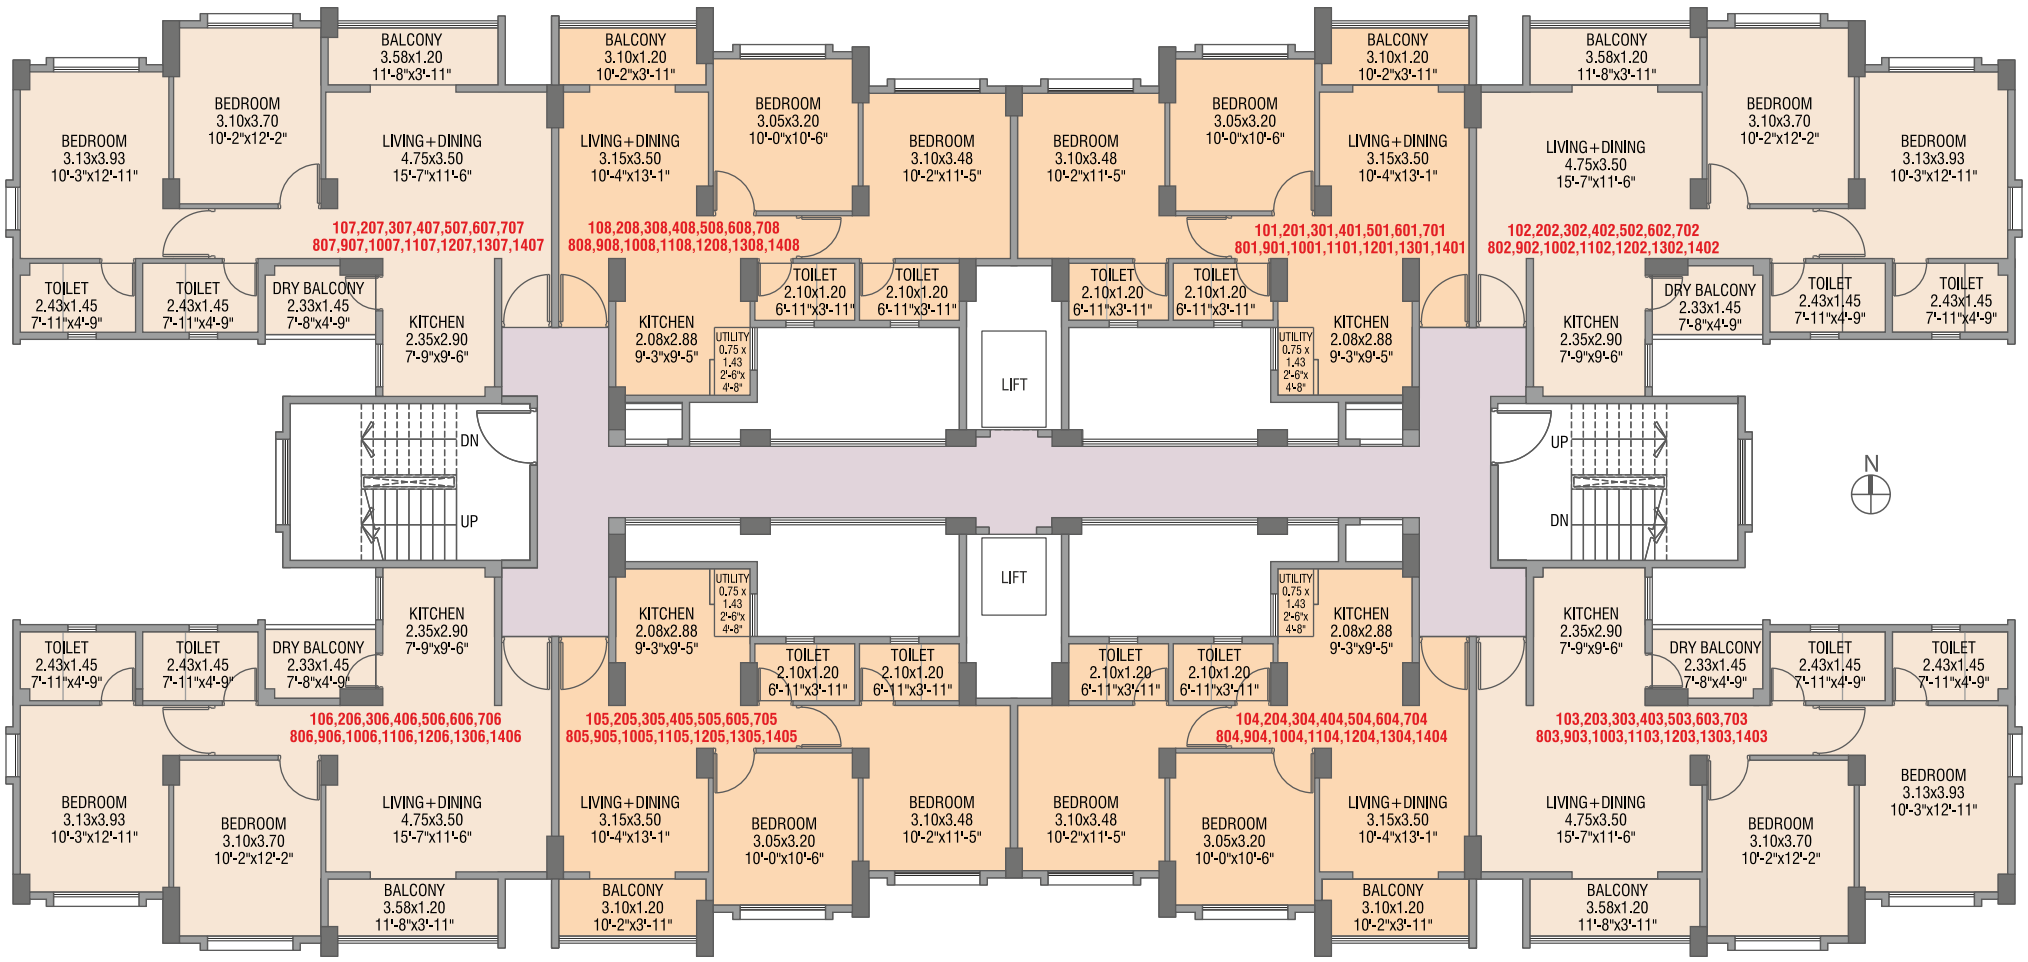 BALCONY
3.58x1.20
11'-8"x3'-11"
BALCONY
3.10x1.20
10'-2"x3'-11"
BALCONY
3.10x1.20
10'-2"x3'-11"
BALCONY
3.58x1.20
11'-8"x3'-11"
BEDROOM
3.13x3.93
10'-3"x12'-11"
BEDROOM
3.10x3.70
10'-2"x12'-2"
LIVING+DINING
4.75x3.50
15'-7"x11'-6"
LIVING+DINING
3.15x3.50
10'-4"x13'-1"
BEDROOM
3.05x3.20
10'-0"x10'-6"
BEDROOM
3.10x3.48
10'-2"x11'-5"
BEDROOM
3.10x3.48
10'-2"x11'-5"
BEDROOM
3.05x3.20
10'-0"x10'-6"
LIVING+DINING
3.15x3.50
10'-4"x13'-1"
LIVING+DINING
4.75x3.50
15'-7"x11'-6"
BEDROOM
3.10x3.70
10'-2"x12'-2"
BEDROOM
3.13x3.93
10'-3"x12'-11"
107,207,307,407,507,607,707
807,907,1007,1107,1207,1307,1407
108,208,308,408,508,608,708
808,908,1008,1108,1208,1308,1408
101,201,301,401,501,601,701
801,901,1001,1101,1201,1301,1401
102,202,302,402,502,602,702
802,902,1002,1102,1202,1302,1402
TOILET
2.43x1.45
7'-11"x4'-9"
TOILET
2.43x1.45
7'-11"x4'-9"
DRY BALCONY
2.33x1.45
7'-8"x4'-9"
KITCHEN
2.35x2.90
7'-9"x9'-6"
KITCHEN
2.08x2.88
9'-3"x9'-5"
UTILITY
0.75 x
1.43
2'-6"x
4'-8"
TOILET
2.10x1.20
6'-11"x3'-11"
TOILET
2.10x1.20
6'-11"x3'-11"
LIFT
TOILET
2.10x1.20
6'-11"x3'-11"
TOILET
2.10x1.20
6'-11"x3'-11"
UTILITY
0.75 x
1.43
2'-6"x
4'-8"
KITCHEN
2.08x2.88
9'-3"x9'-5"
KITCHEN
2.35x2.90
7'-9"x9'-6"
DRY BALCONY
2.33x1.45
7'-8"x4'-9"
TOILET
2.43x1.45
7'-11"x4'-9"
TOILET
2.43x1.45
7'-11"x4'-9"
DN
UP
UP
DN
N
LIFT
TOILET
2.43x1.45
7'-11"x4'-9"
TOILET
2.43x1.45
7'-11"x4'-9"
DRY BALCONY
2.33x1.45
7'-8"x4'-9"
KITCHEN
2.35x2.90
7'-9"x9'-6"
KITCHEN
2.08x2.88
9'-3"x9'-5"
UTILITY
0.75 x
1.43
2'-6"x
4'-8"
TOILET
2.10x1.20
6'-11"x3'-11"
TOILET
2.10x1.20
6'-11"x3'-11"
TOILET
2.10x1.20
6'-11"x3'-11"
TOILET
2.10x1.20
6'-11"x3'-11"
UTILITY
0.75 x
1.43
2'-6"x
4'-8"
KITCHEN
2.08x2.88
9'-3"x9'-5"
KITCHEN
2.35x2.90
7'-9"x9'-6"
DRY BALCONY
2.33x1.45
7'-8"x4'-9"
TOILET
2.43x1.45
7'-11"x4'-9"
TOILET
2.43x1.45
7'-11"x4'-9"
106,206,306,406,506,606,706
806,906,1006,1106,1206,1306,1406
105,205,305,405,505,605,705
805,905,1005,1105,1205,1305,1405
104,204,304,404,504,604,704
804,904,1004,1104,1204,1304,1404
103,203,303,403,503,603,703
803,903,1003,1103,1203,1303,1403
BEDROOM
3.13x3.93
10'-3"x12'-11"
BEDROOM
3.10x3.70
10'-2"x12'-2"
LIVING+DINING
4.75x3.50
15'-7"x11'-6"
LIVING+DINING
3.15x3.50
10'-4"x13'-1"
BEDROOM
3.05x3.20
10'-0"x10'-6"
BEDROOM
3.10x3.48
10'-2"x11'-5"
BEDROOM
3.10x3.48
10'-2"x11'-5"
BEDROOM
3.05x3.20
10'-0"x10'-6"
LIVING+DINING
3.15x3.50
10'-4"x13'-1"
LIVING+DINING
4.75x3.50
15'-7"x11'-6"
BEDROOM
3.10x3.70
10'-2"x12'-2"
BEDROOM
3.13x3.93
10'-3"x12'-11"
BALCONY
3.58x1.20
11'-8"x3'-11"
BALCONY
3.10x1.20
10'-2"x3'-11"
BALCONY
3.10x1.20
10'-2"x3'-11"
BALCONY
3.58x1.20
11'-8"x3'-11"